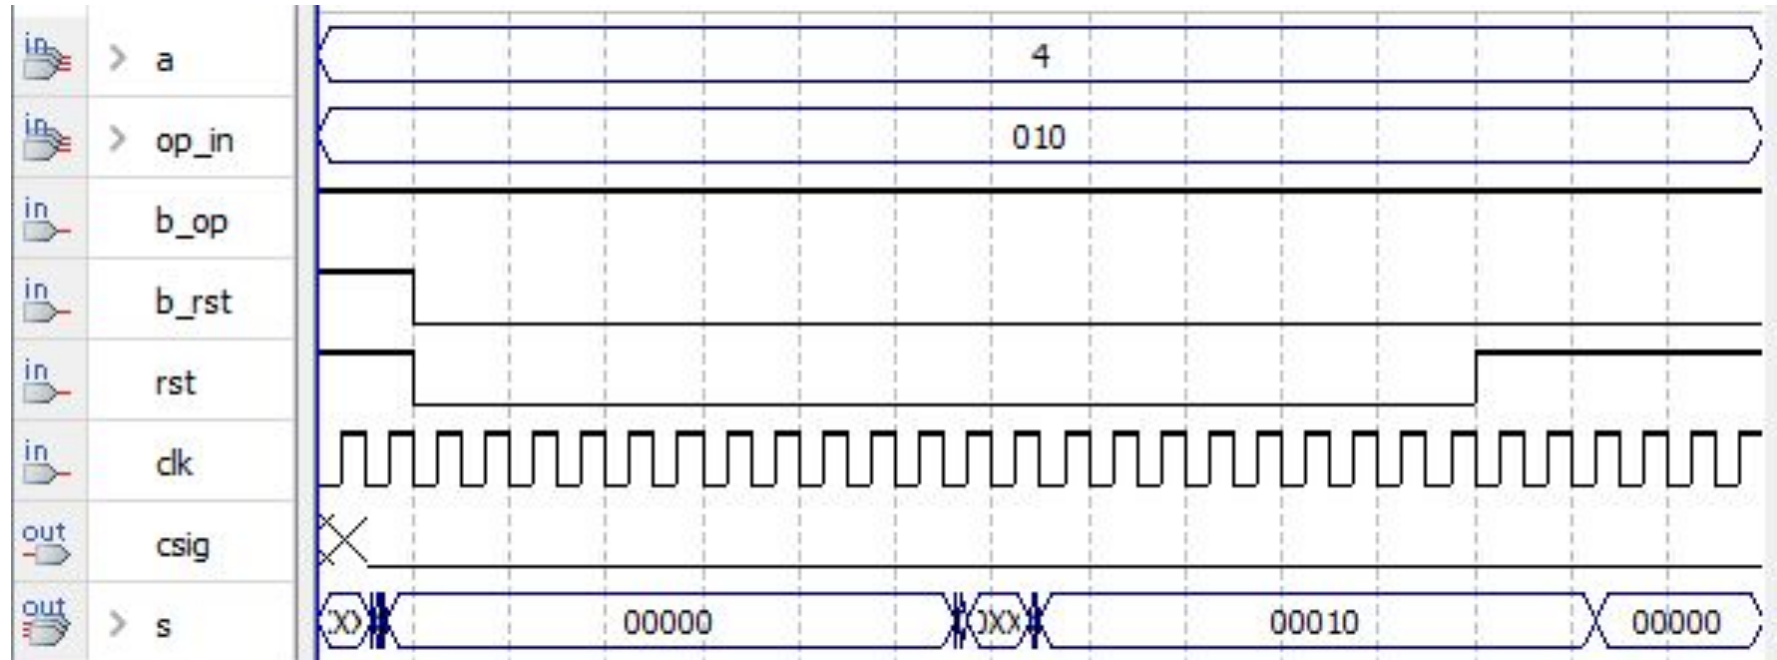 in > a 4
in > op_in 010
in b_op
in b_rst
in rst
in clk
out csig
out > s 00000 00010 00000